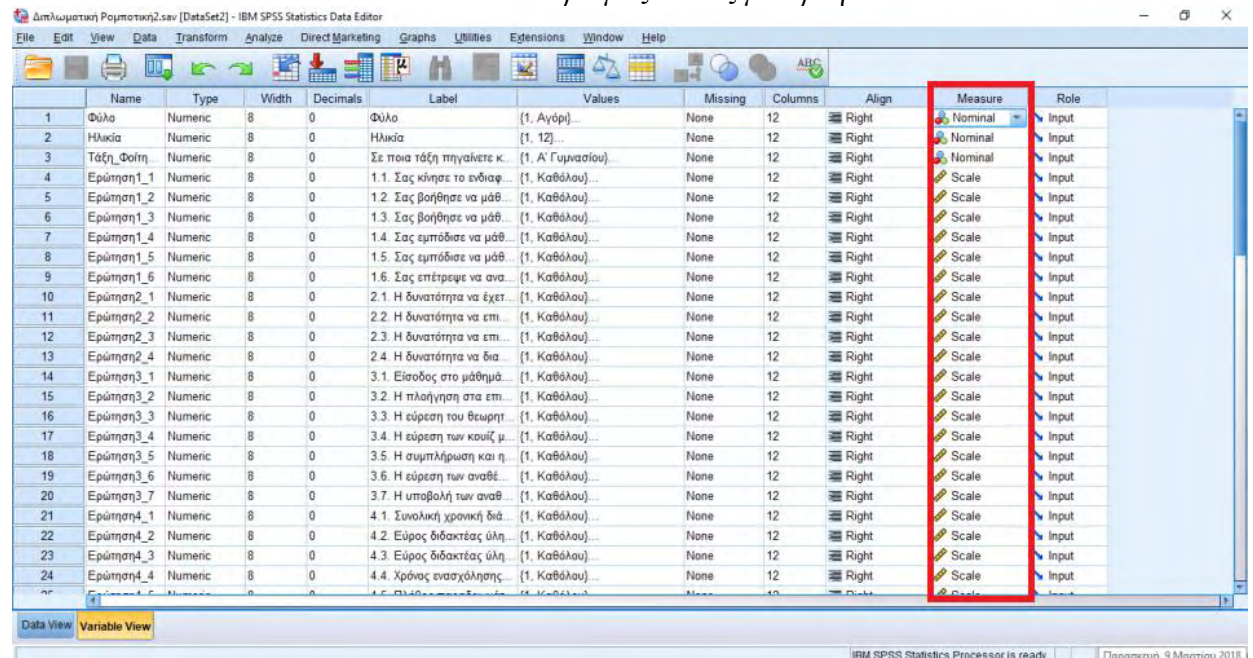 Διπλωματική Ρομποτική2.sav [DataSet2] - IBM SPSS Statistics Data Editor
File Edit View Data Transform Analyze Direct Marketing Graphs Utilities Extensions Window Help
Name Type Width Decimals Label Values Missing Columns Align Measure Role
1 Φύλο Numeric 8 0 Φύλο {1, Αγόρι}... None 12 Right Nominal Input
2 Ηλικία Numeric 8 0 Ηλικία {1, 12}... None 12 Right Nominal Input
3 Τάξη_Φοίτη... Numeric 8 0 Σε ποια τάξη πηγαίνετε κ... {1, Α' Γυμνασίου}... None 12 Right Nominal Input
4 Ερώτηση1_1 Numeric 8 0 1.1. Σας κίνησε το ενδιαφ... {1, Καθόλου}... None 12 Right Scale Input
5 Ερώτηση1_2 Numeric 8 0 1.2. Σας βοήθησε να μάθ... {1, Καθόλου}... None 12 Right Scale Input
6 Ερώτηση1_3 Numeric 8 0 1.3. Σας βοήθησε να μάθ... {1, Καθόλου}... None 12 Right Scale Input
7 Ερώτηση1_4 Numeric 8 0 1.4. Σας εμπόδισε να μάθ... {1, Καθόλου}... None 12 Right Scale Input
8 Ερώτηση1_5 Numeric 8 0 1.5. Σας εμπόδισε να μάθ... {1, Καθόλου}... None 12 Right Scale Input
9 Ερώτηση1_6 Numeric 8 0 1.6. Σας επέτρεψε να ανα... {1, Καθόλου}... None 12 Right Scale Input
10 Ερώτηση2_1 Numeric 8 0 2.1. Η δυνατότητα να έχετ... {1, Καθόλου}... None 12 Right Scale Input
11 Ερώτηση2_2 Numeric 8 0 2.2. Η δυνατότητα να επι... {1, Καθόλου}... None 12 Right Scale Input
12 Ερώτηση2_3 Numeric 8 0 2.3. Η δυνατότητα να επι... {1, Καθόλου}... None 12 Right Scale Input
13 Ερώτηση2_4 Numeric 8 0 2.4. Η δυνατότητα να δια... {1, Καθόλου}... None 12 Right Scale Input
14 Ερώτηση3_1 Numeric 8 0 3.1. Είσοδος στο μάθημά... {1, Καθόλου}... None 12 Right Scale Input
15 Ερώτηση3_2 Numeric 8 0 3.2. Η πλοήγηση στα επι... {1, Καθόλου}... None 12 Right Scale Input
16 Ερώτηση3_3 Numeric 8 0 3.3. Η εύρεση του θεωρητ... {1, Καθόλου}... None 12 Right Scale Input
17 Ερώτηση3_4 Numeric 8 0 3.4. Η εύρεση των κουίζ μ... {1, Καθόλου}... None 12 Right Scale Input
18 Ερώτηση3_5 Numeric 8 0 3.5. Η συμπλήρωση και η... {1, Καθόλου}... None 12 Right Scale Input
19 Ερώτηση3_6 Numeric 8 0 3.6. Η εύρεση των αναθέ... {1, Καθόλου}... None 12 Right Scale Input
20 Ερώτηση3_7 Numeric 8 0 3.7. Η υποβολή των αναθ... {1, Καθόλου}... None 12 Right Scale Input
21 Ερώτηση4_1 Numeric 8 0 4.1. Συνολική χρονική διά... {1, Καθόλου}... None 12 Right Scale Input
22 Ερώτηση4_2 Numeric 8 0 4.2. Εύρος διδακτέας ύλη... {1, Καθόλου}... None 12 Right Scale Input
23 Ερώτηση4_3 Numeric 8 0 4.3. Εύρος διδακτέας ύλη... {1, Καθόλου}... None 12 Right Scale Input
24 Ερώτηση4_4 Numeric 8 0 4.4. Χρόνος ενασχόλησης... {1, Καθόλου}... None 12 Right Scale Input
Data View Variable View
IBM SPSS Statistics Processor is ready Παρασκευή, 9 Μαρτίου 2018